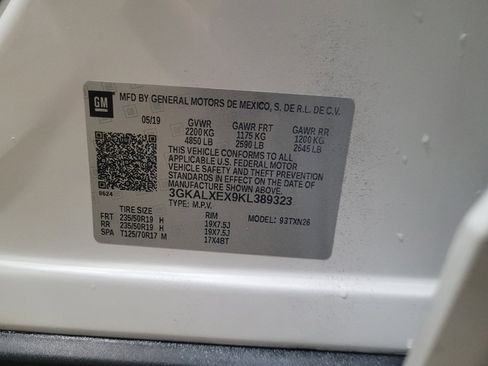 GM MFD BY GENERAL MOTORS DE MEXICO, S. DE R.L. DE C.V.
05/19 GVWR GAWR FRT GAWR RR
2200 KG 1175 KG 1200 KG
4850 LB 2590 LB 2645 LB
THIS VEHICLE CONFORMS TO ALL
APPLICABLE U.S. FEDERAL MOTOR
VEHICLE SAFETY AND THEFT PREVENTION
STANDARDS IN EFFECT ON THE DATE OF
MANUFACTURE SHOWN ABOVE.
3GKALXEX9KL389323
8624 TYPE: M.P.V. MODEL: 93TXN26
TIRE SIZE RIM
FRT 235/50R19 H 19X7.5J
RR 235/50R19 H 19X7.5J
SPA T125/70R17 M 17X4BT